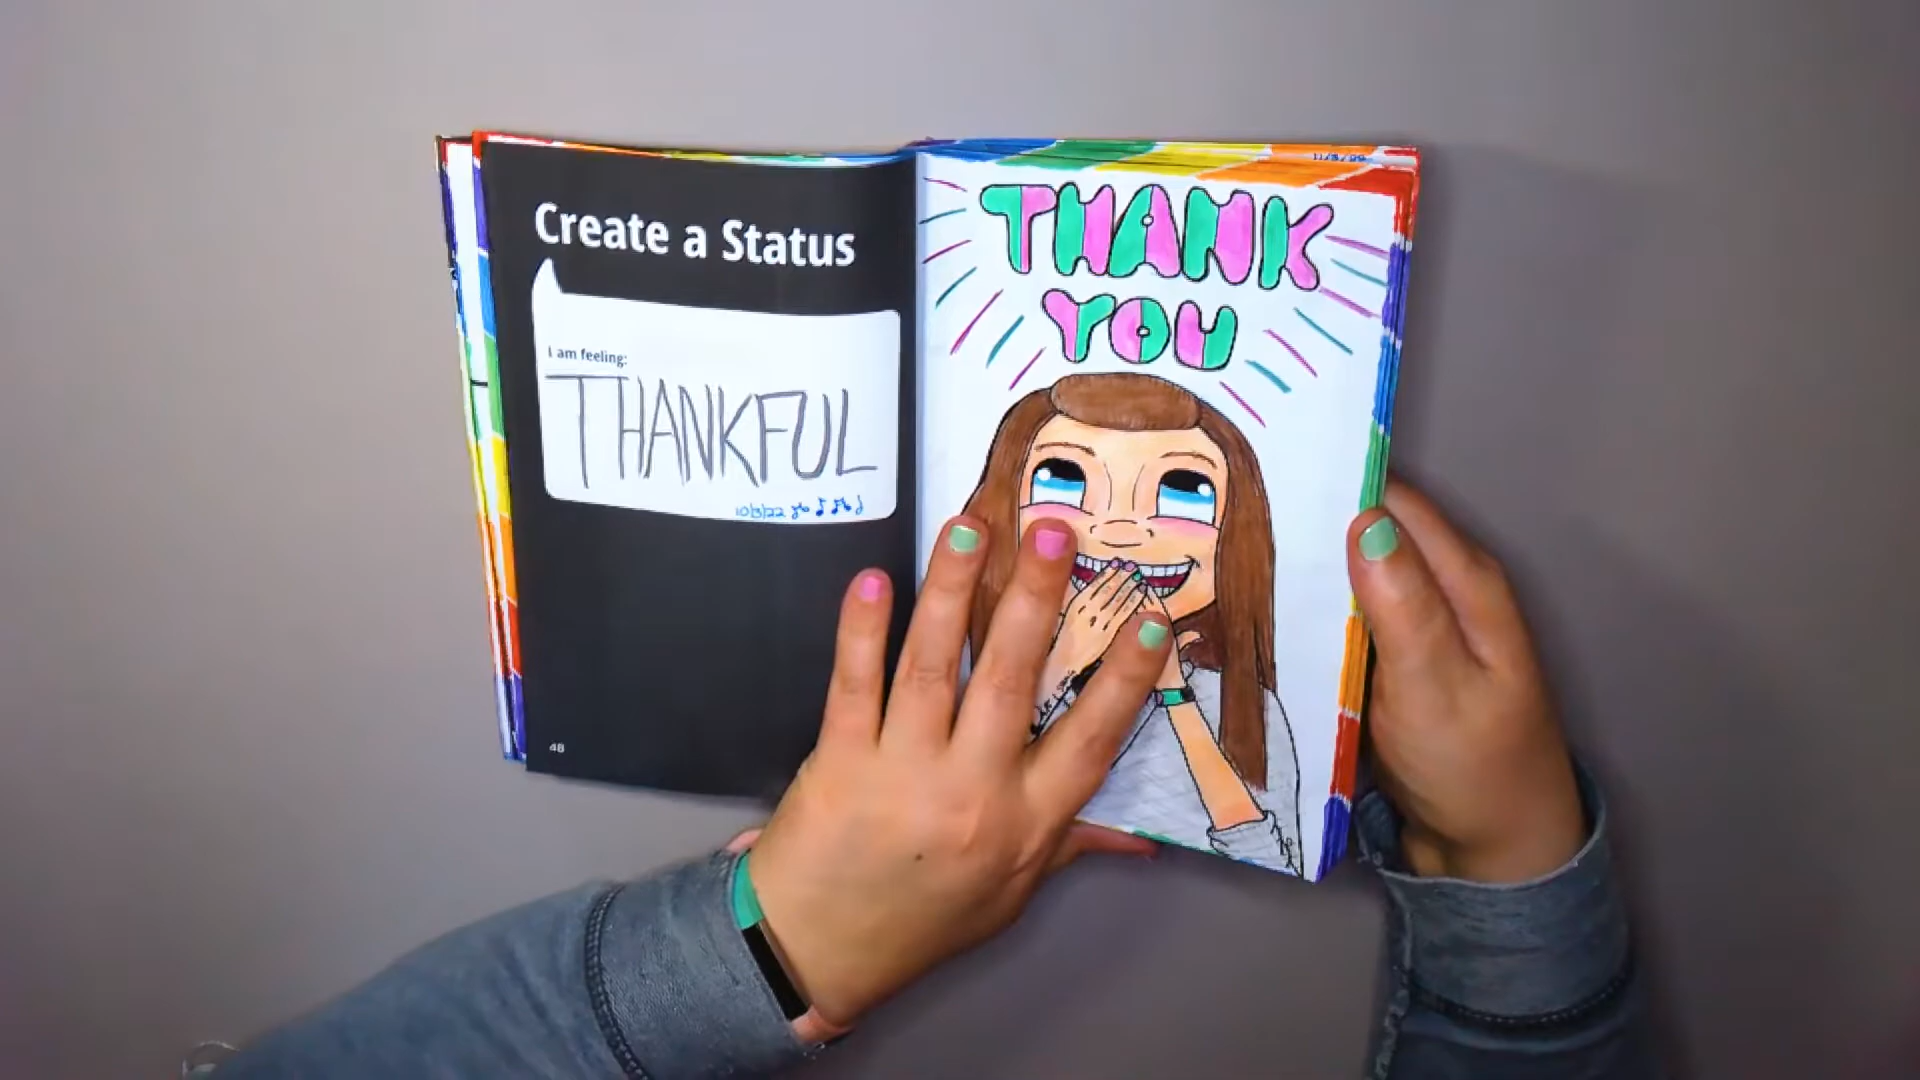 Create a Status
I am feeling:
THANKFUL
10/3/22
48
THANK
YOU